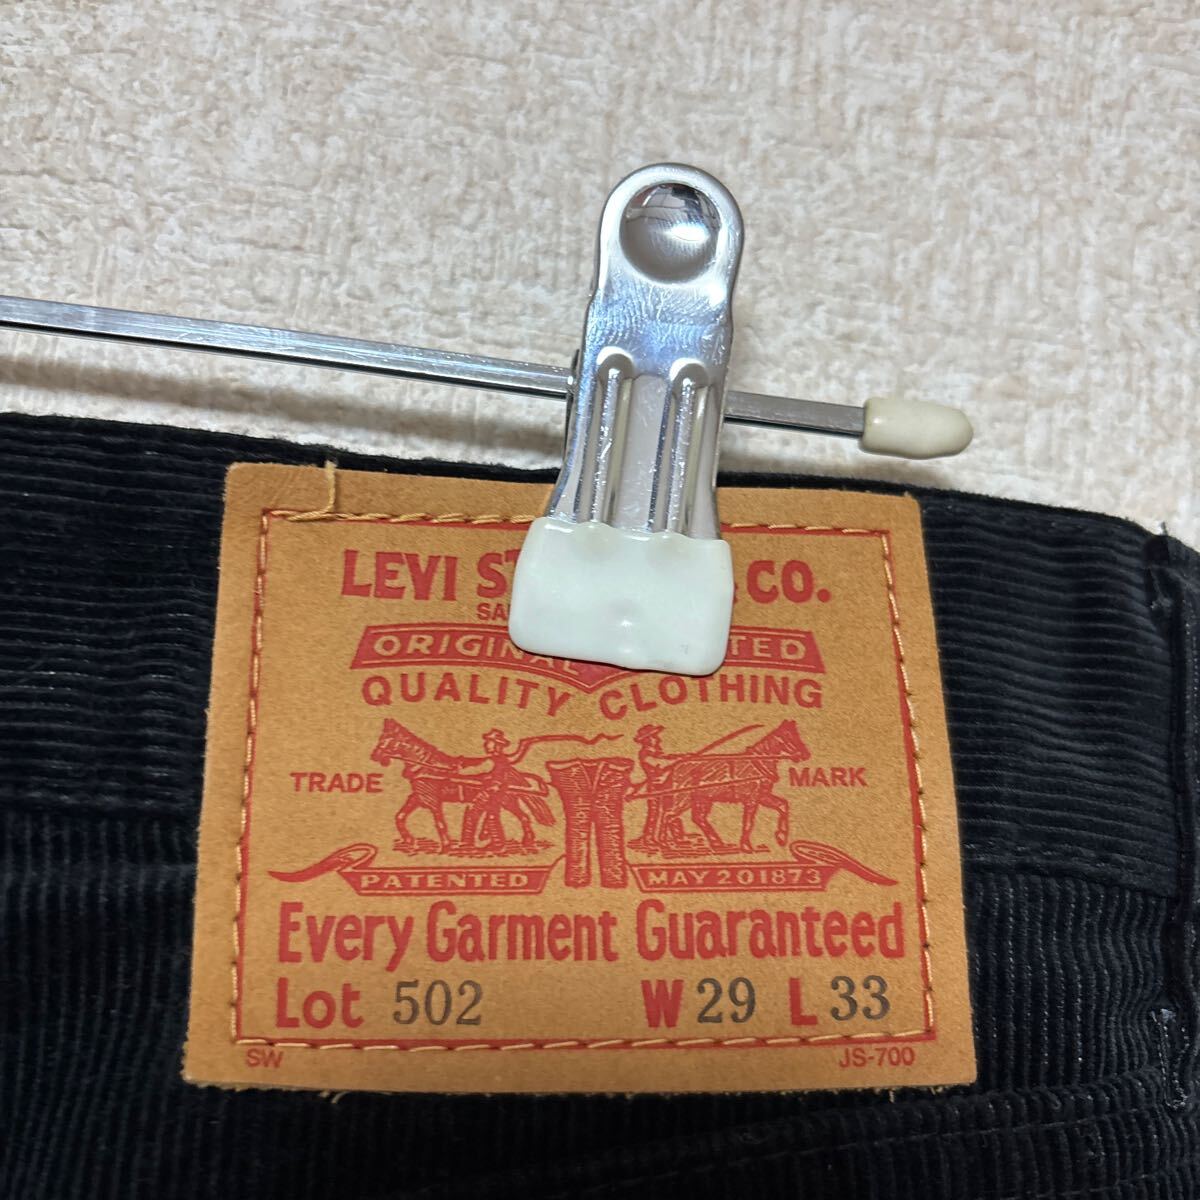 LEVI CO.
ORIGINAL
QUALITY CLOTHING
TRADE MARK
PATENTED MAY 20 1873
Every Garment Guaranteed
Lot 502 W 29 L 33
SW JS-700